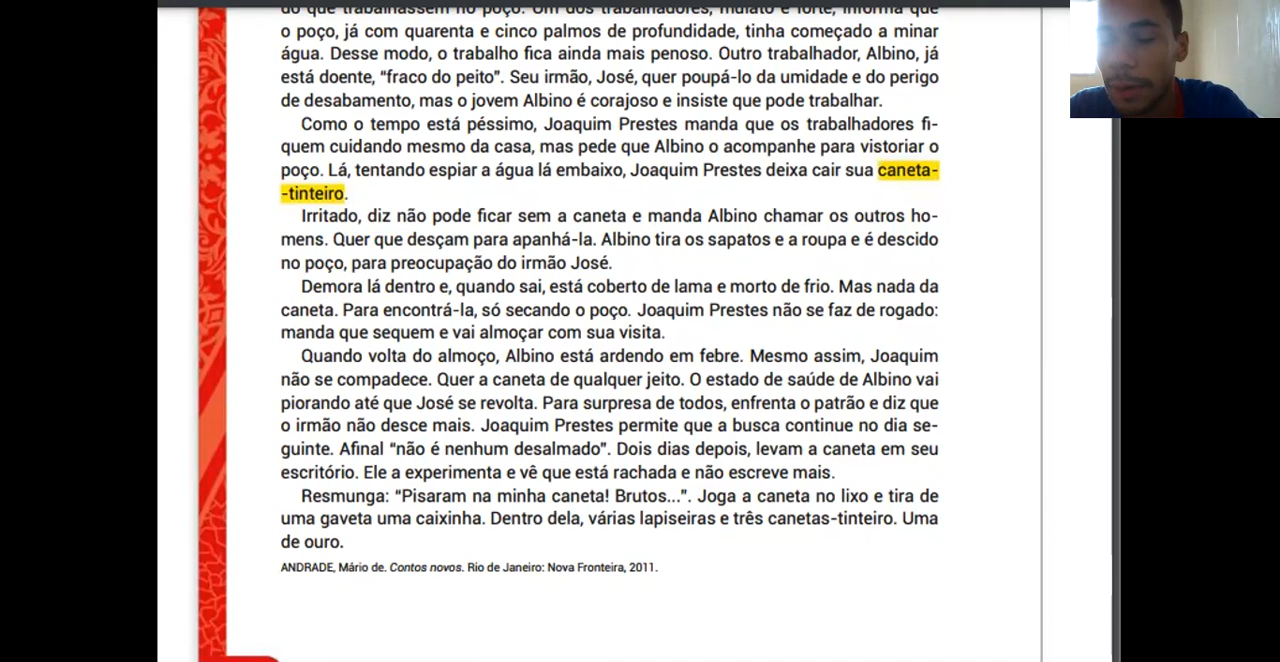 do que trabalhassem no poço. Um dos trabalhadores, mulato e forte, informa que
o poço, já com quarenta e cinco palmos de profundidade, tinha começado a minar
água. Desse modo, o trabalho fica ainda mais penoso. Outro trabalhador, Albino, já
está doente, “fraco do peito”. Seu irmão, José, quer poupá-lo da umidade e do perigo
de desabamento, mas o jovem Albino é corajoso e insiste que pode trabalhar.
Como o tempo está péssimo, Joaquim Prestes manda que os trabalhadores fi-
quem cuidando mesmo da casa, mas pede que Albino o acompanhe para vistoriar o
poço. Lá, tentando espiar a água lá embaixo, Joaquim Prestes deixa cair sua caneta-
-tinteiro.
Irritado, diz não pode ficar sem a caneta e manda Albino chamar os outros ho-
mens. Quer que desçam para apanhá-la. Albino tira os sapatos e a roupa e é descido
no poço, para preocupação do irmão José.
Demora lá dentro e, quando sai, está coberto de lama e morto de frio. Mas nada da
caneta. Para encontrá-la, só secando o poço. Joaquim Prestes não se faz de rogado:
manda que sequem e vai almoçar com sua visita.
Quando volta do almoço, Albino está ardendo em febre. Mesmo assim, Joaquim
não se compadece. Quer a caneta de qualquer jeito. O estado de saúde de Albino vai
piorando até que José se revolta. Para surpresa de todos, enfrenta o patrão e diz que
o irmão não desce mais. Joaquim Prestes permite que a busca continue no dia se-
guinte. Afinal “não é nenhum desalmado”. Dois dias depois, levam a caneta em seu
escritório. Ele a experimenta e vê que está rachada e não escreve mais.
Resmunga: “Pisaram na minha caneta! Brutos...”. Joga a caneta no lixo e tira de
uma gaveta uma caixinha. Dentro dela, várias lapiseiras e três canetas-tinteiro. Uma
de ouro.
ANDRADE, Mário de. Contos novos. Rio de Janeiro: Nova Fronteira, 2011.